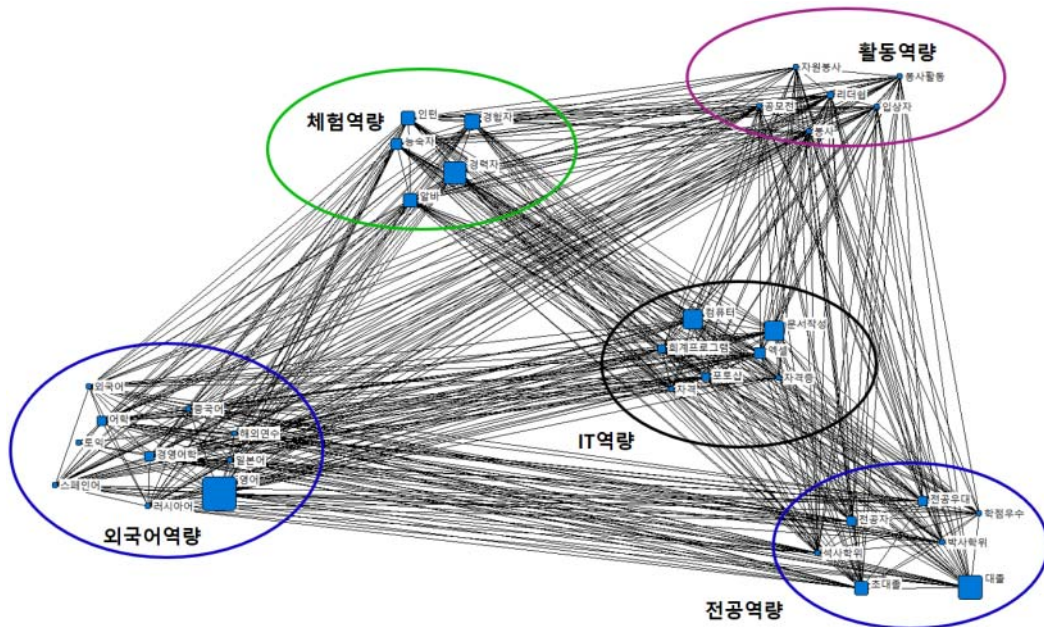 활동역량
자원봉사
봉사활동
리더쉽
공모전
입상자
봉사
체험역량
인턴
경험자
능숙자
경력자
알바
컴퓨터
문서작성
회계프로그램
엑셀
포토샵
자격증
자격
IT역량
외국어
중국어
어학
해외연수
토익
경영어학
일본어
스페인어
영어
러시아어
외국어역량
전공우대
학점우수
전공자
박사학위
석사학위
초대졸
대졸
전공역량